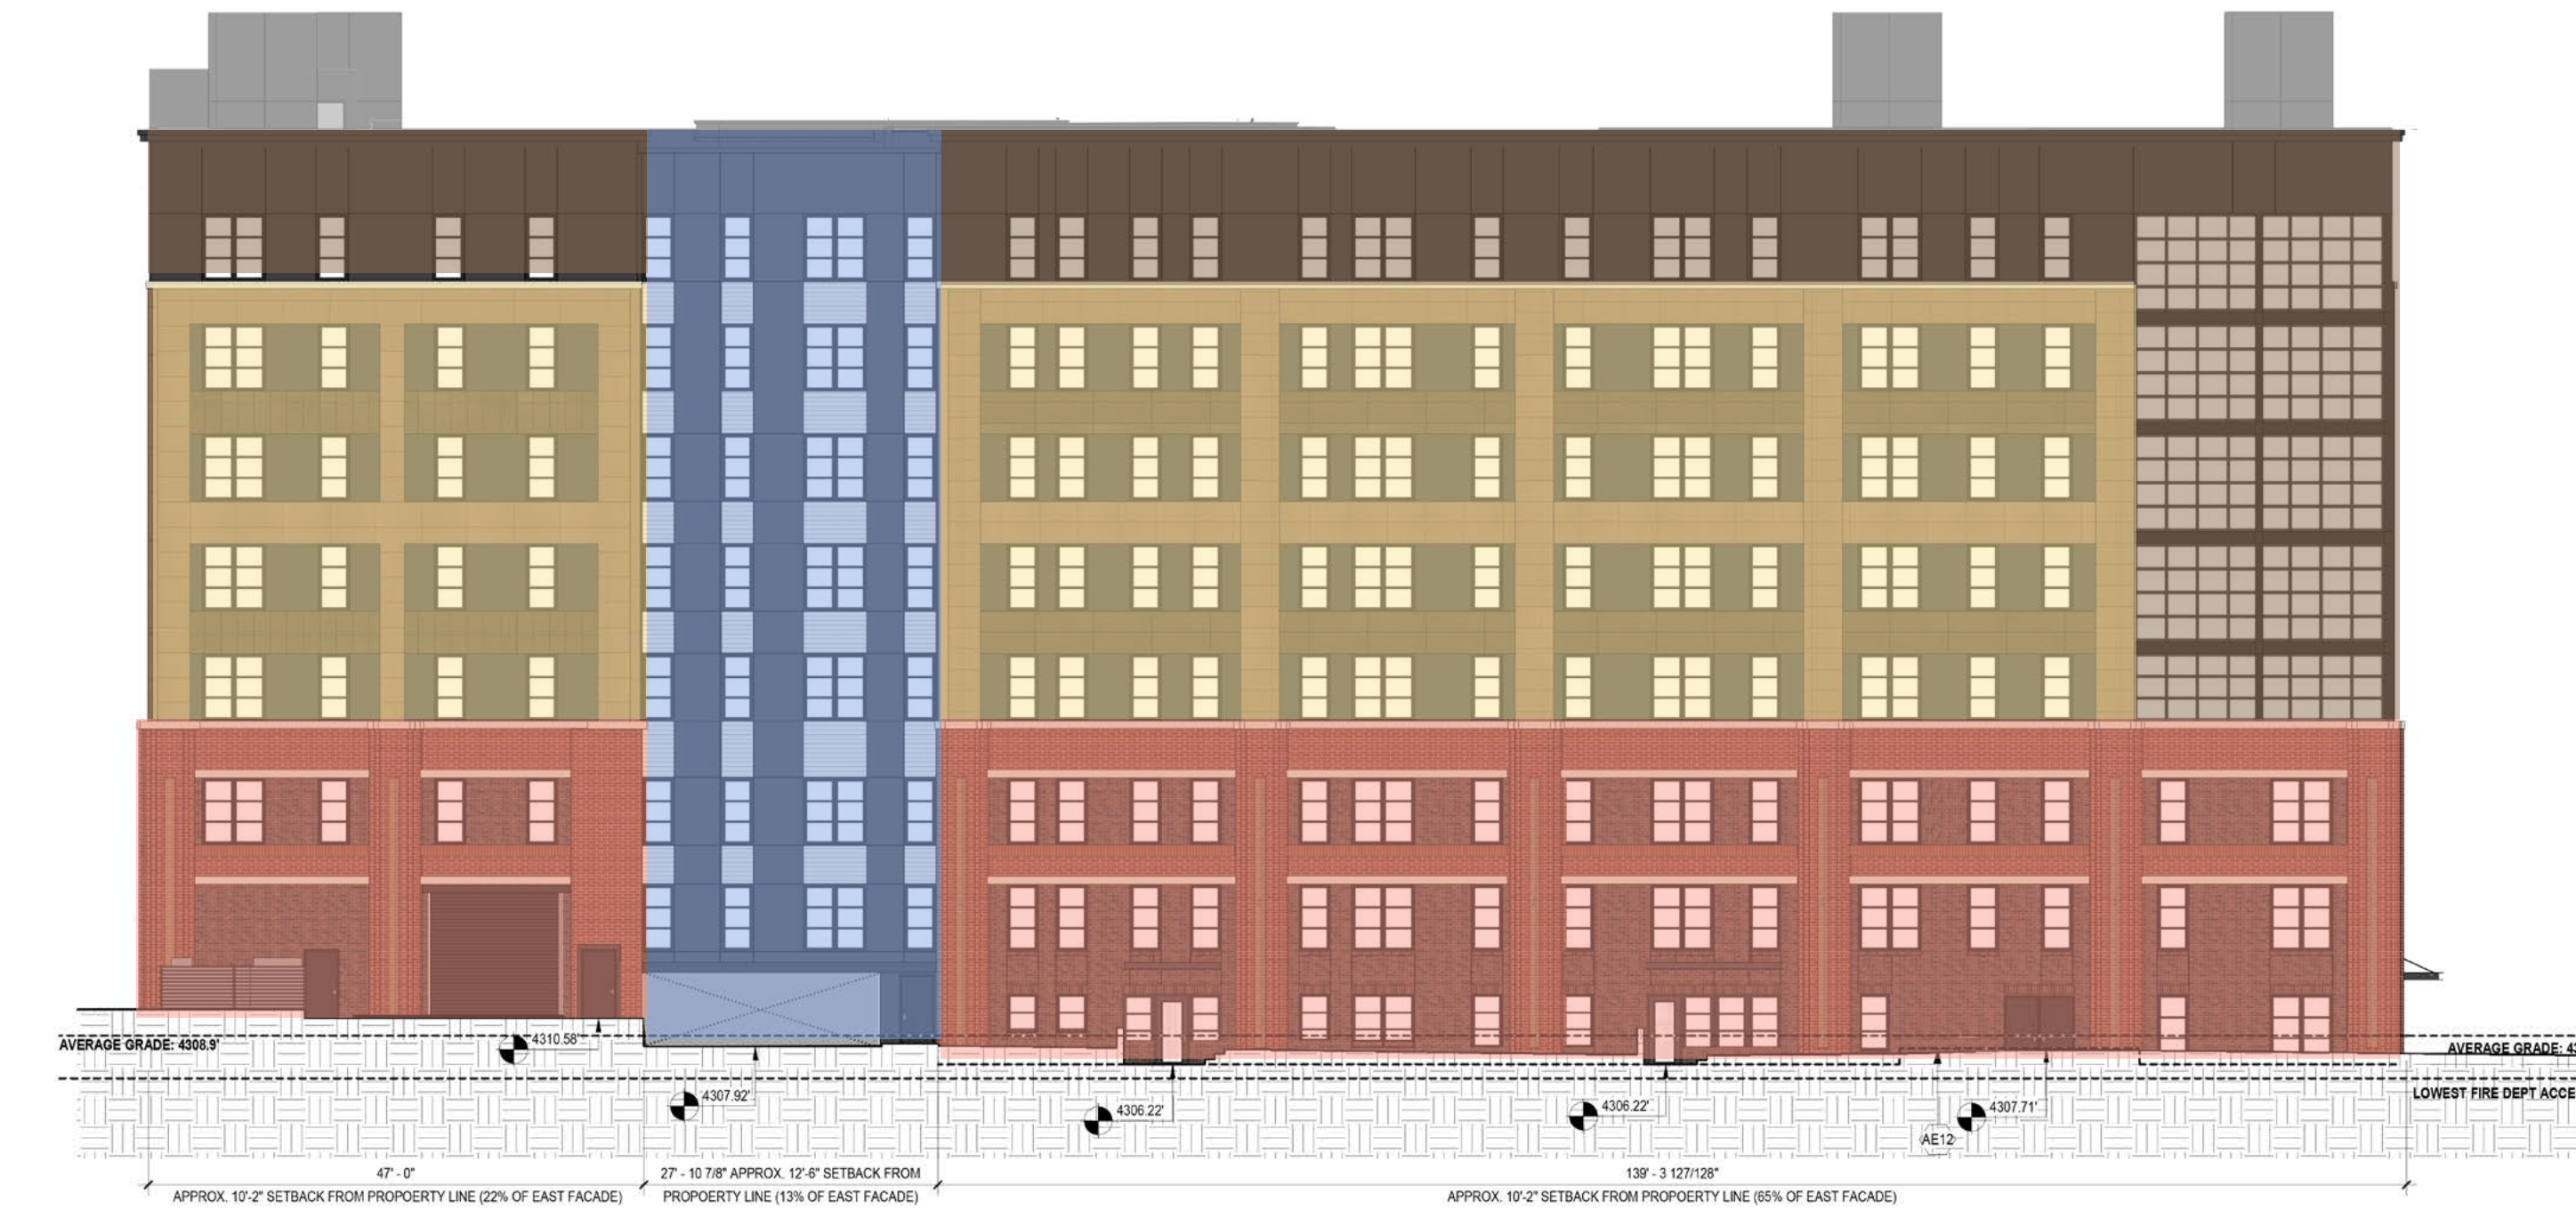 AVERAGE GRADE: 4308.9'
4310.58'
AVERAGE GRADE: 43
4307.92'
LOWEST FIRE DEPT ACCE
4306.22'
4306.22'
4307.71'
AE12
47' - 0"
27' - 10 7/8" APPROX. 12'-6" SETBACK FROM
139' - 3 127/128"
APPROX. 10'-2" SETBACK FROM PROPOERTY LINE (22% OF EAST FACADE)
PROPOERTY LINE (13% OF EAST FACADE)
APPROX. 10'-2" SETBACK FROM PROPOERTY LINE (65% OF EAST FACADE)